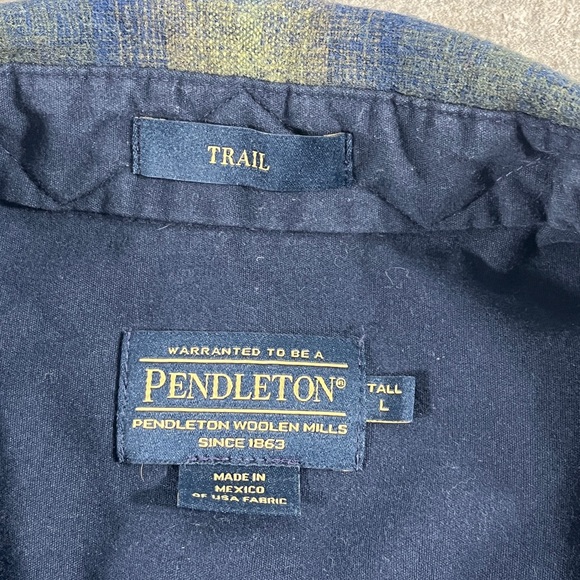 TRAIL
WARRANTED TO BE A
PENDLETON®
PENDLETON WOOLEN MILLS
SINCE 1863
TALL
L
MADE IN
MEXICO
OF USA FABRIC